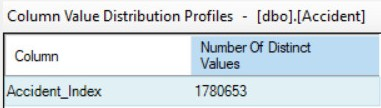 Column Value Distribution Profiles - [dbo].[Accident]
Column
Number Of Distinct
Values
Accident_Index
1780653